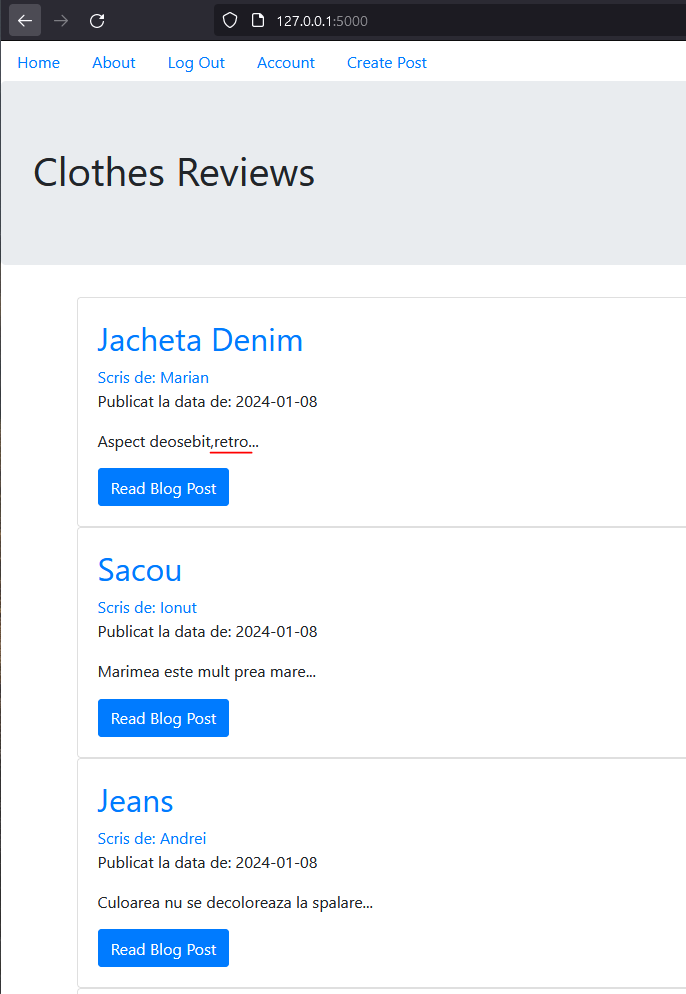 127.0.0.1:5000
Home About Log Out Account Create Post
Clothes Reviews
Jacheta Denim
Scris de: Marian
Publicat la data de: 2024-01-08
Aspect deosebit,retro...
Read Blog Post
Sacou
Scris de: Ionut
Publicat la data de: 2024-01-08
Marimea este mult prea mare...
Read Blog Post
Jeans
Scris de: Andrei
Publicat la data de: 2024-01-08
Culoarea nu se decoloreaza la spalare...
Read Blog Post